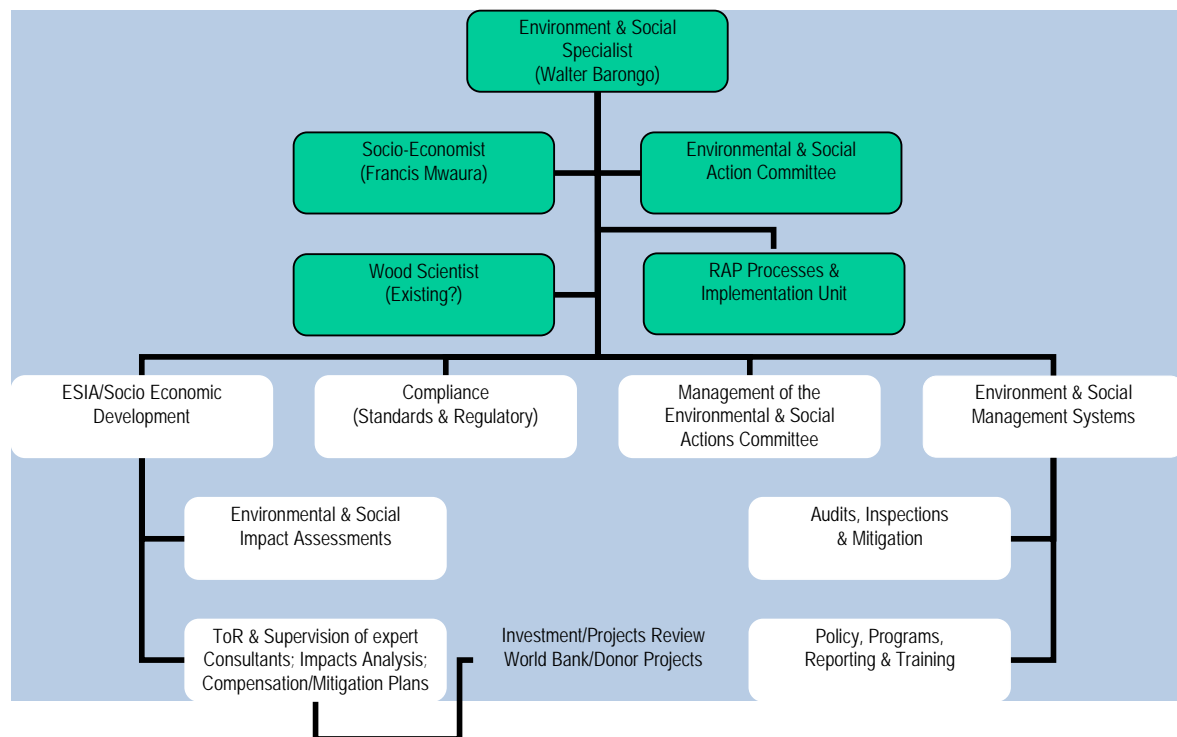 Environment & Social
Specialist
(Walter Barongo)
Socio-Economist
(Francis Mwaura)
Environmental & Social
Action Committee
Wood Scientist
(Existing?)
RAP Processes &
Implementation Unit
ESIA/Socio Economic
Development
Compliance
(Standards & Regulatory)
Management of the
Environmental & Social
Actions Committee
Environment & Social
Management Systems
Environmental & Social
Impact Assessments
Audits, Inspections
& Mitigation
ToR & Supervision of expert
Consultants; Impacts Analysis;
Compensation/Mitigation Plans
Investment/Projects Review
World Bank/Donor Projects
Policy, Programs,
Reporting & Training